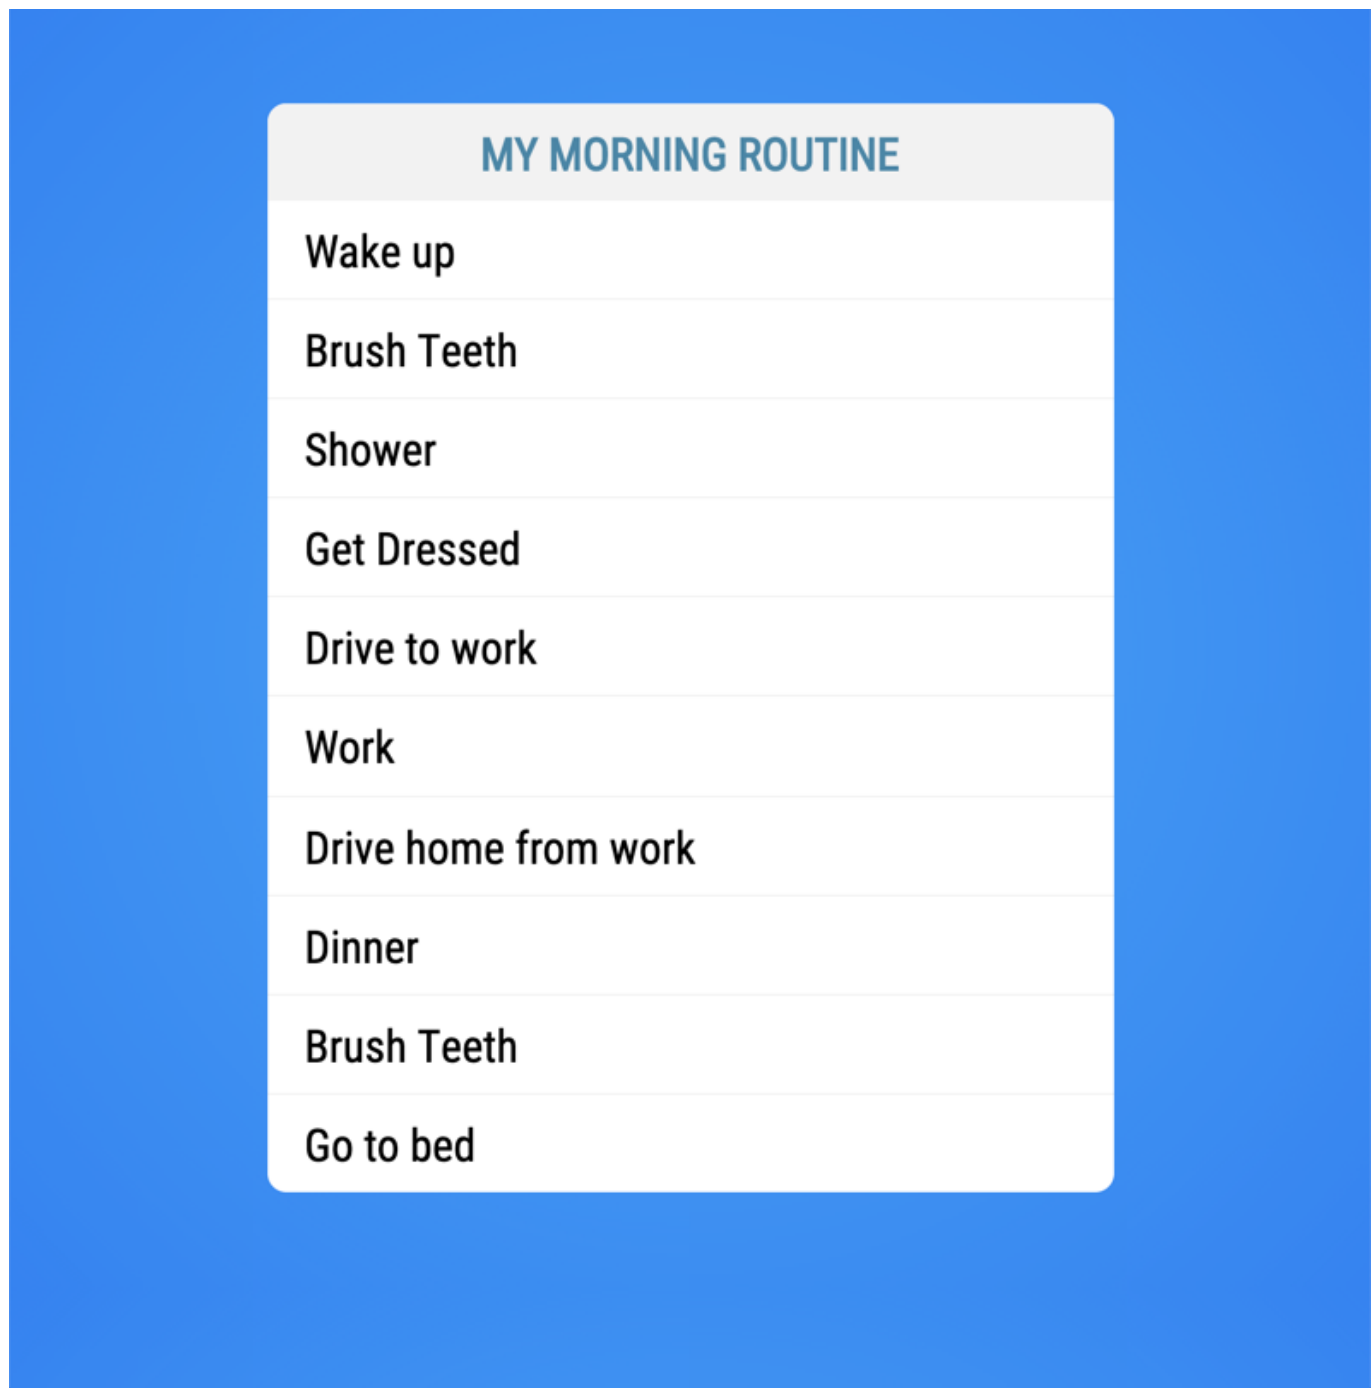 MY MORNING ROUTINE
Wake up
Brush Teeth
Shower
Get Dressed
Drive to work
Work
Drive home from work
Dinner
Brush Teeth
Go to bed